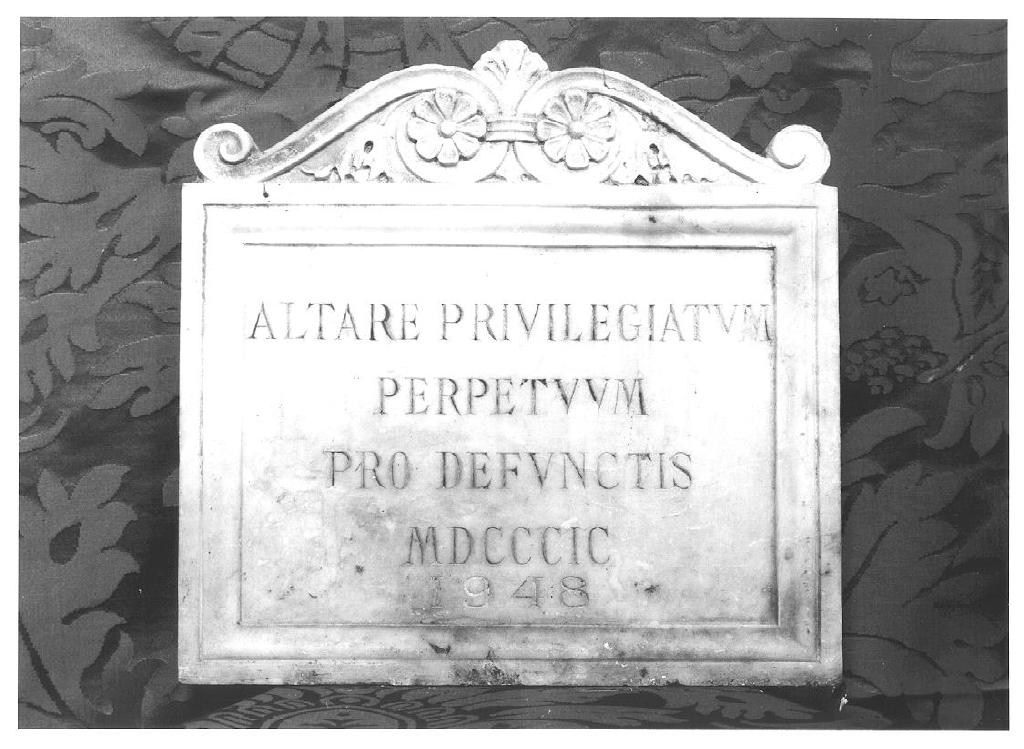 ALTARE PRIVILEGIATVM
PERPETVVM
PRO DEFVNCTIS
MDCCCIC
1948